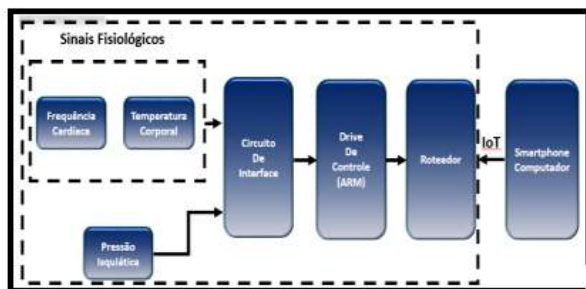 Sinais Fisiológicos
Frequência
Cardíaca
Temperatura
Corporal
Circuito
De
Interface
Drive
De
Controle
(ARM)
Roteador
IoT
Smartphone
Computador
Pressão
Isquiática